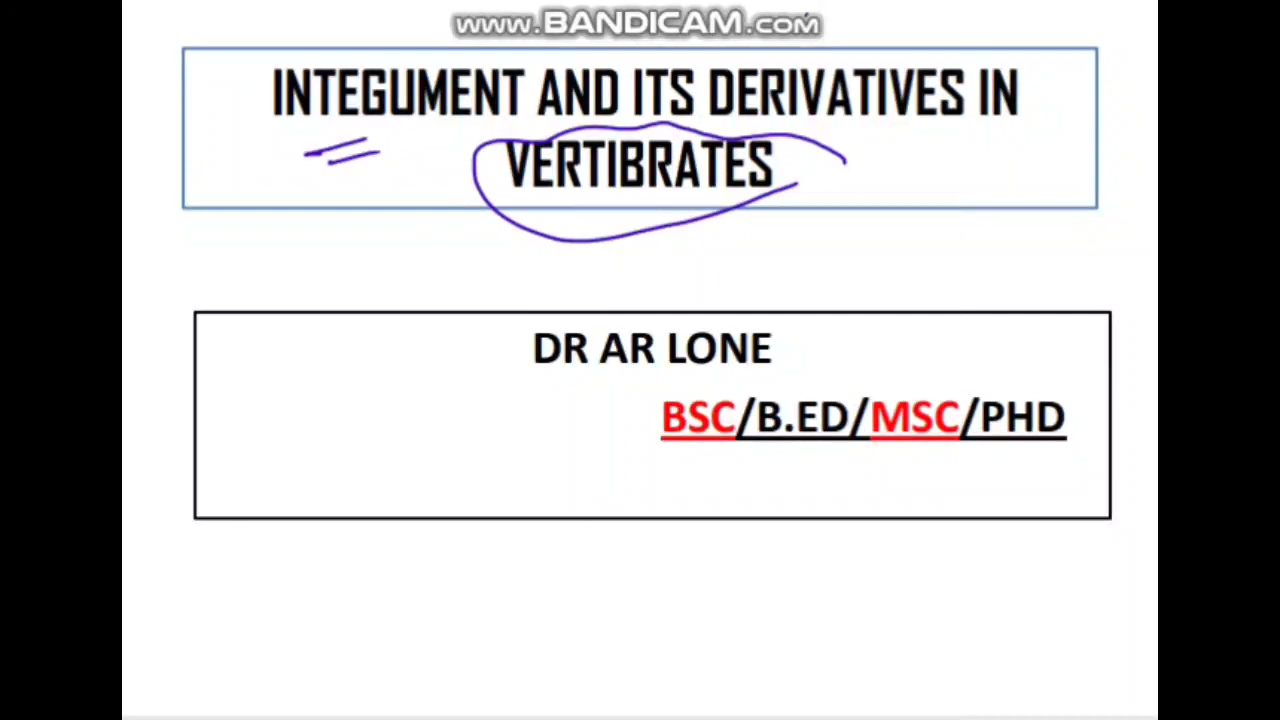 www.BANDICAM.com
INTEGUMENT AND ITS DERIVATIVES IN
VERTIBRATES
DR AR LONE
BSC/B.ED/MSC/PHD